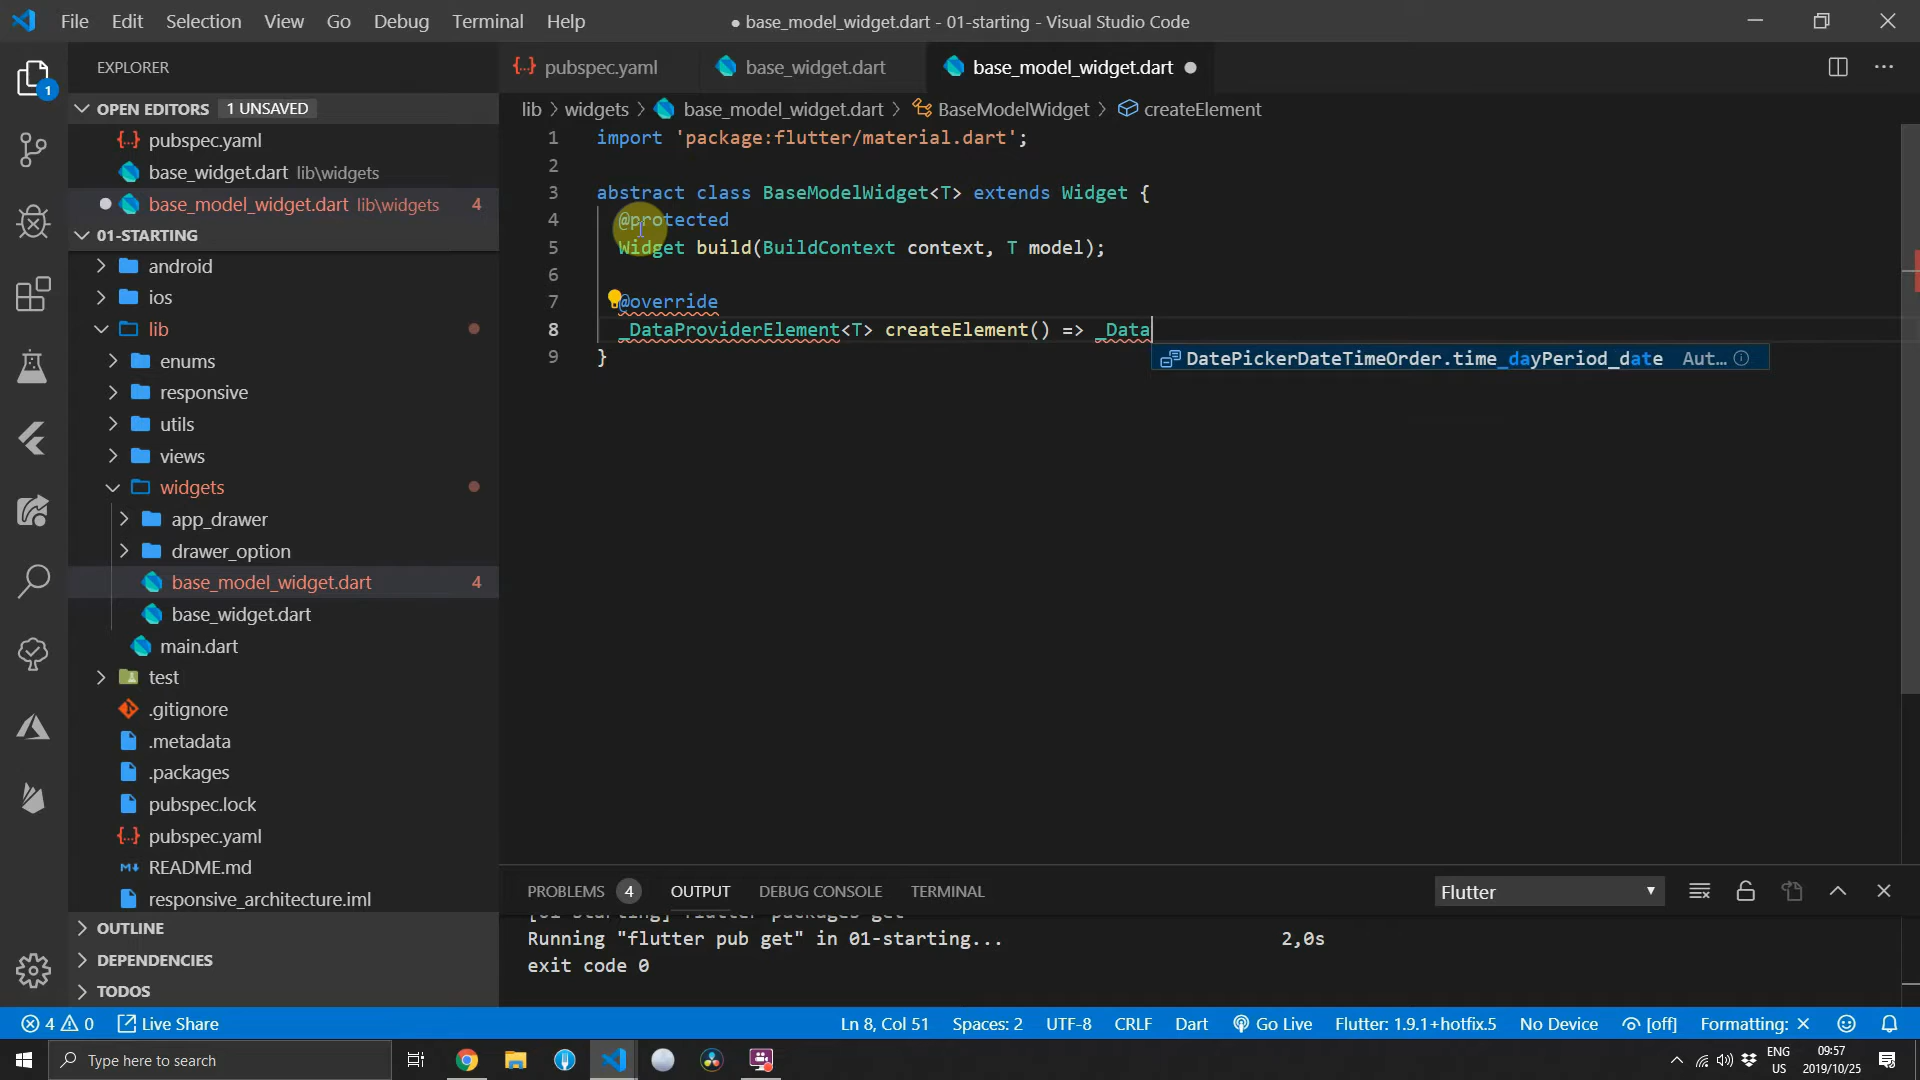 File Edit Selection View Go Debug Terminal Help
● base_model_widget.dart - 01-starting - Visual Studio Code
1
EXPLORER
OPEN EDITORS 1 UNSAVED
pubspec.yaml
base_widget.dart lib\widgets
base_model_widget.dart lib\widgets 4
01-STARTING
android
ios
lib
enums
responsive
utils
views
widgets
app_drawer
drawer_option
base_model_widget.dart 4
base_widget.dart
main.dart
test
.gitignore
.metadata
.packages
pubspec.lock
pubspec.yaml
README.md
responsive_architecture.iml
OUTLINE
DEPENDENCIES
TODOS
pubspec.yaml base_widget.dart base_model_widget.dart
lib > widgets > base_model_widget.dart > BaseModelWidget > createElement
1 import 'package:flutter/material.dart';
2
3 abstract class BaseModelWidget<T> extends Widget {
4 @protected
5 Widget build(BuildContext context, T model);
6
7 @override
8 _DataProviderElement<T> createElement() => _Data
9 }
DatePickerDateTimeOrder.time_dayPeriod_date Aut...
PROBLEMS 4 OUTPUT DEBUG CONSOLE TERMINAL
Flutter
[01-starting] flutter packages get
Running "flutter pub get" in 01-starting... 2,0s
exit code 0
4 0 Live Share Ln 8, Col 51 Spaces: 2 UTF-8 CRLF Dart Go Live Flutter: 1.9.1+hotfix.5 No Device [off] Formatting: ×
Type here to search
ENG
US
09:57
2019/10/25